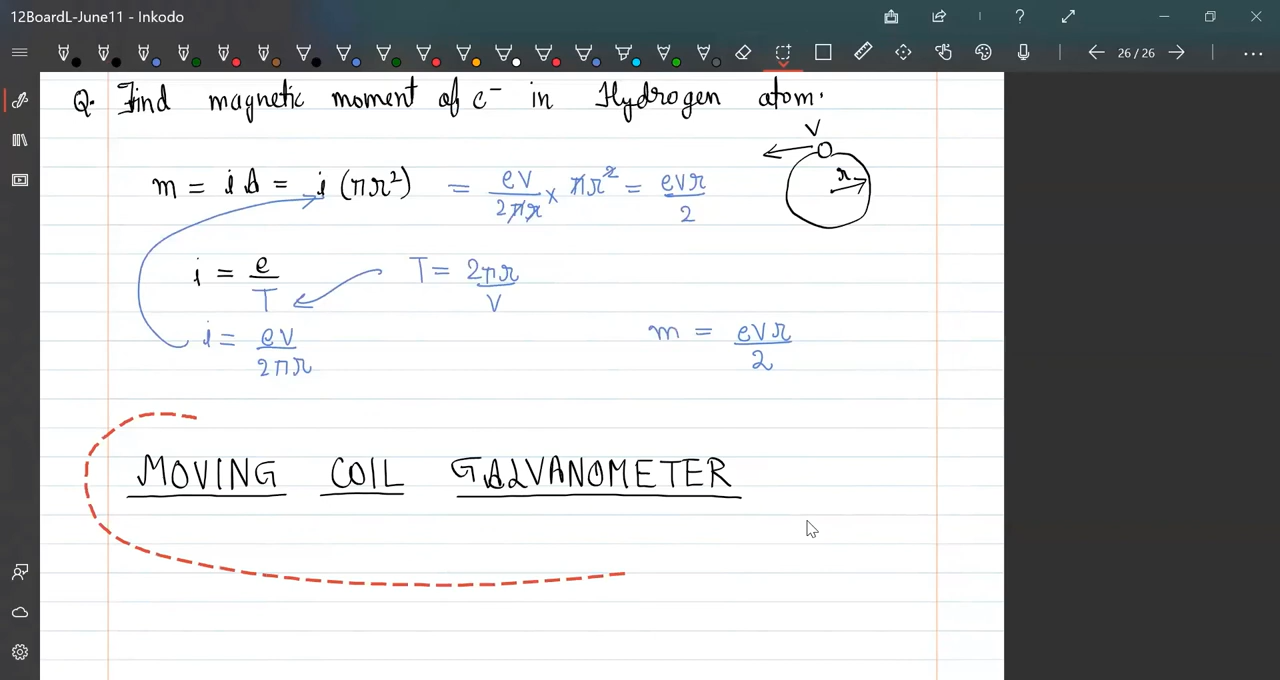 12BoardL-June11 - Inkodo
26/26
Q. Find magnetic moment of e⁻ in Hydrogen atom.
V
r
m = iA = i (πr²) = ev/2πr × πr² = evr/2
i = e/T T = 2πr/V
i = ev/2πr
m = evr/2
MOVING COIL GALVANOMETER